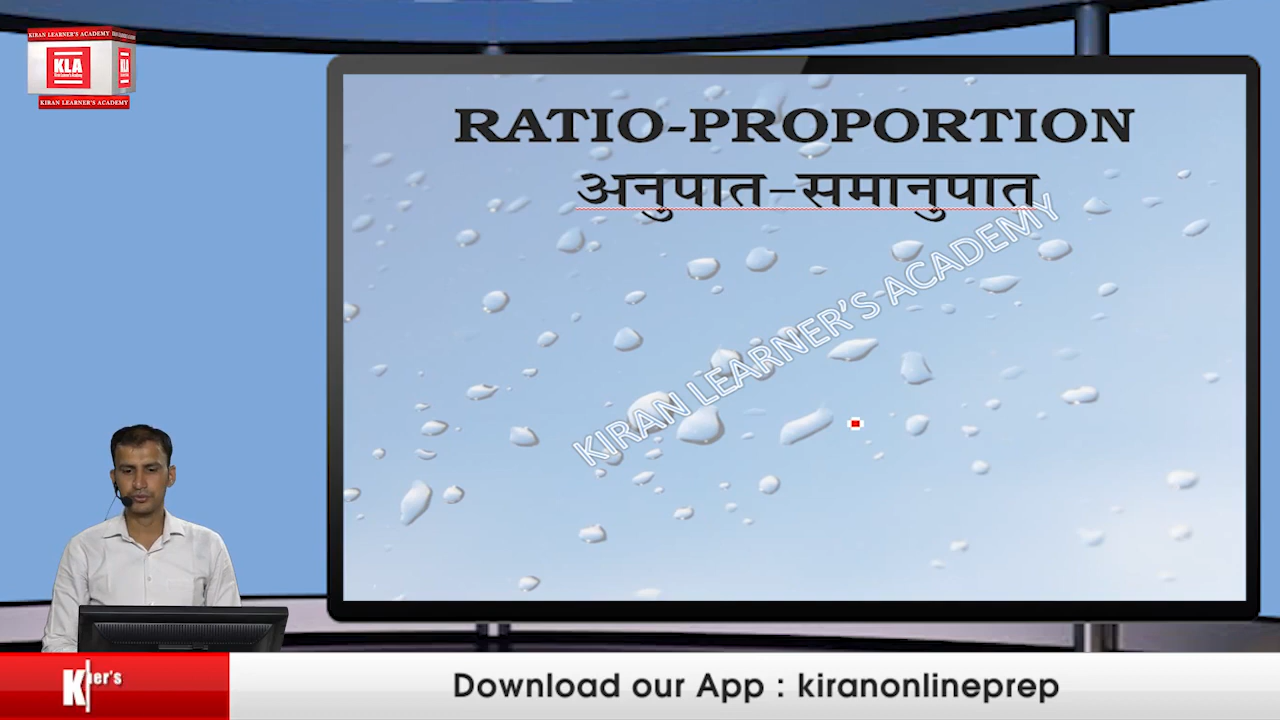 KIRAN LEARNER'S ACADEMY
KLA
KIRAN LEARNER'S ACADEMY
RATIO-PROPORTION
अनुपात-समानुपात
KIRAN LEARNER'S ACADEMY
Download our App : kiranonlineprep